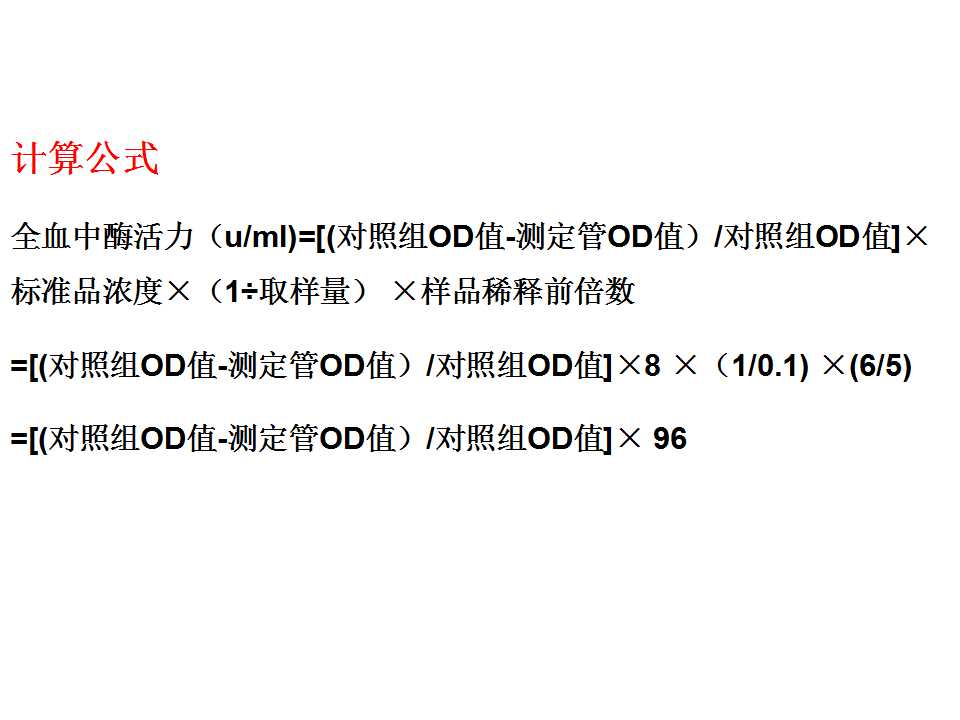 计算公式
全血中酶活力（u/ml)=[(对照组OD值-测定管OD值）/对照组OD值]×
标准品浓度×（1÷取样量） ×样品稀释前倍数
=[(对照组OD值-测定管OD值）/对照组OD值]×8 ×（1/0.1) ×(6/5)
=[(对照组OD值-测定管OD值）/对照组OD值]× 96